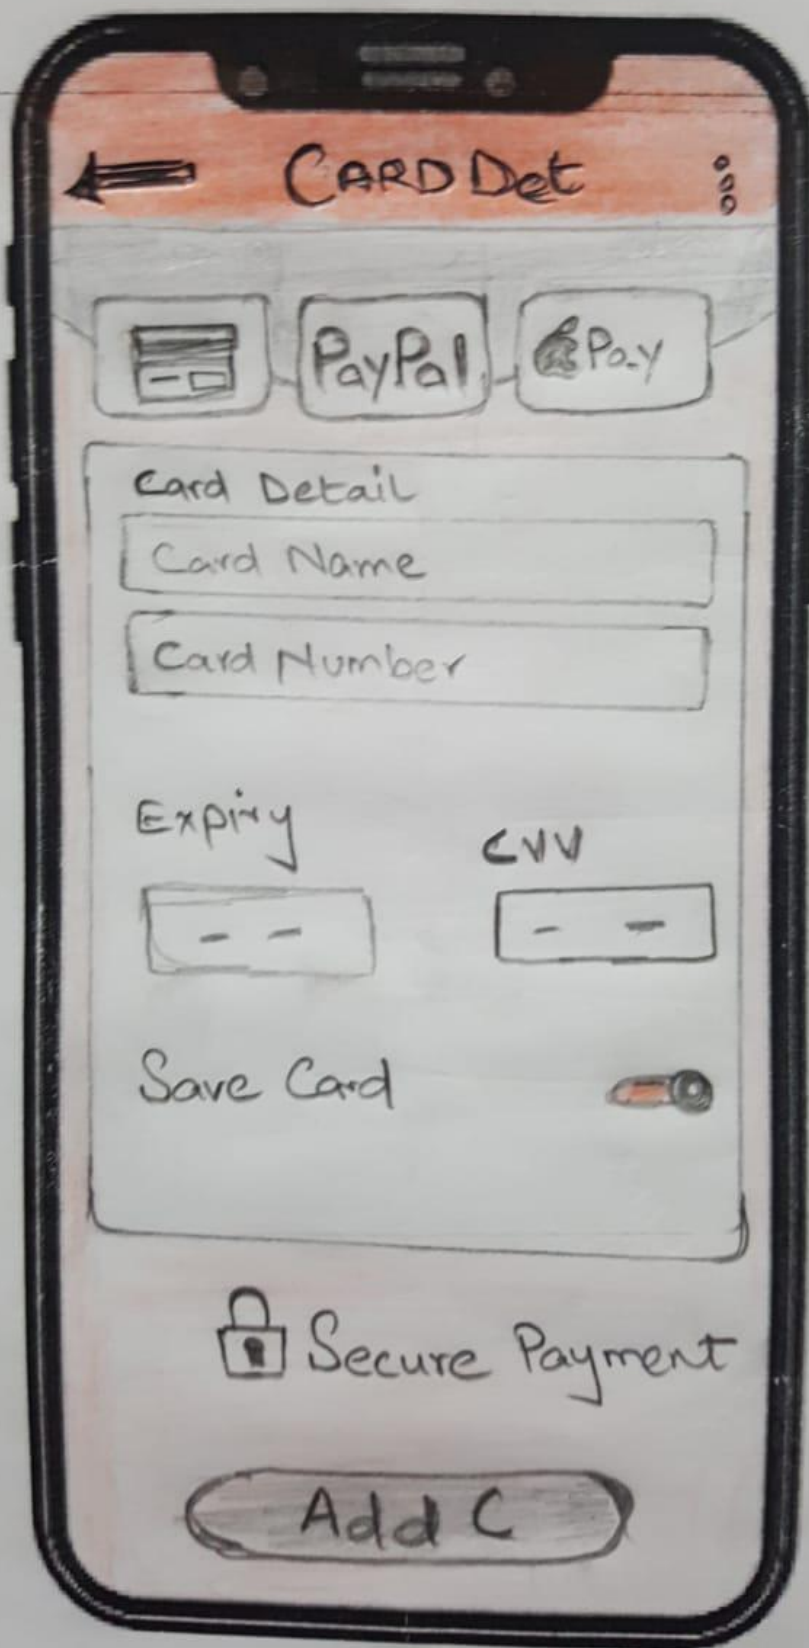 CARD Det
PayPal
Pay
Card Detail
Card Name
Card Number
Expiry
CVV
- -
- -
Save Card
Secure Payment
Add C